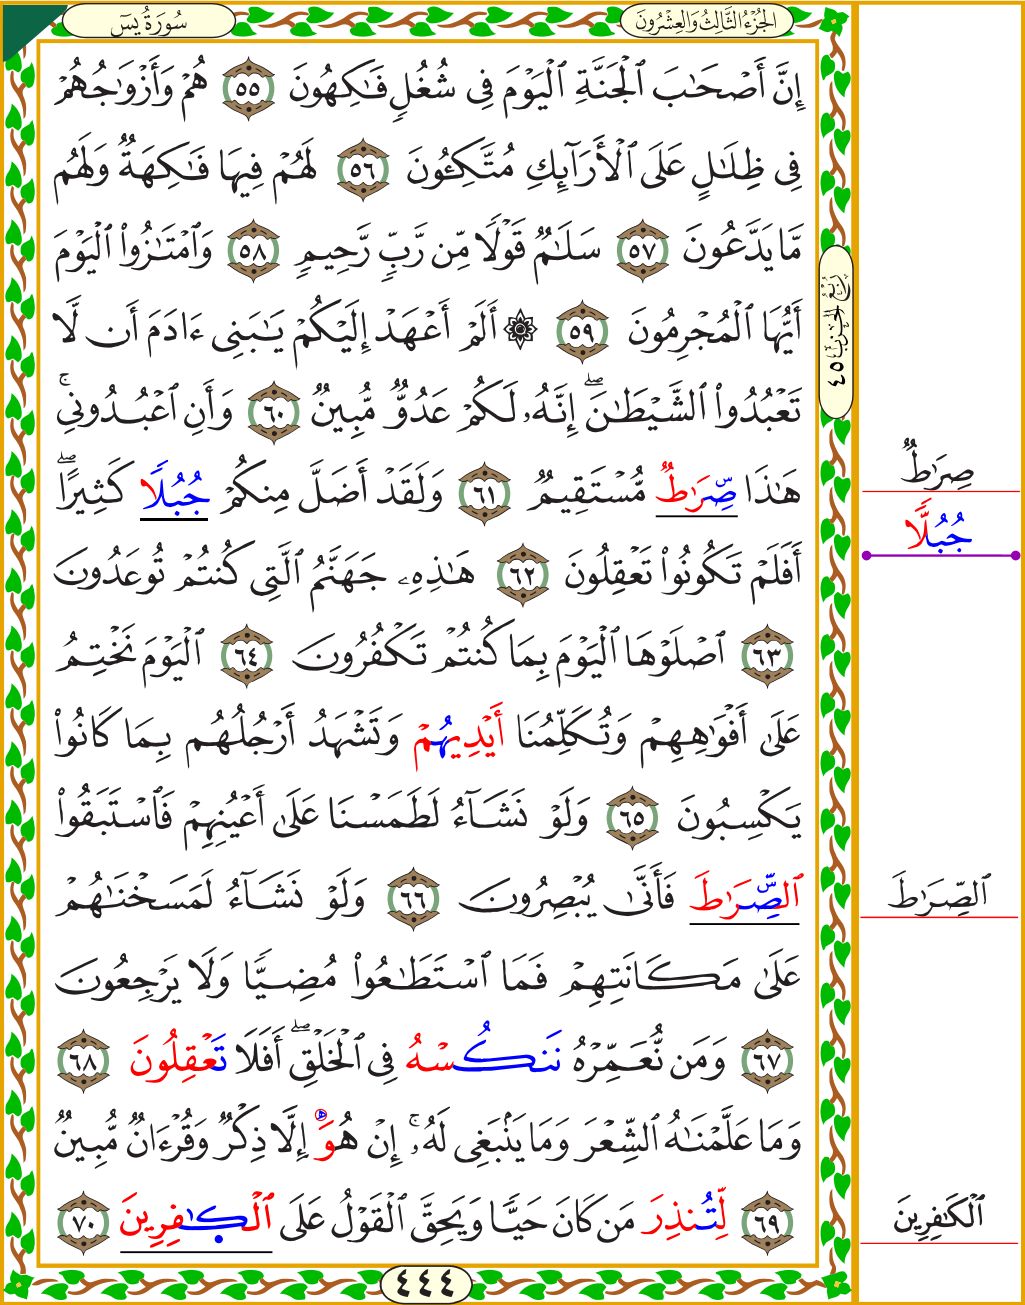 الجُزْءُ الثَّالِثُ وَالعِشْرُونَ
سُورَةُ يسٓ
إِنَّ أَصْحَٰبَ ٱلْجَنَّةِ ٱلْيَوْمَ فِى شُغُلٍ فَٰكِهُونَ ٥٥ هُمْ وَأَزْوَٰجُهُمْ
فِى ظِلَٰلٍ عَلَى ٱلْأَرَآئِكِ مُتَّكِـُٔونَ ٥٦ لَهُمْ فِيهَا فَٰكِهَةٌ وَلَهُم
مَّا يَدَّعُونَ ٥٧ سَلَٰمٌ قَوْلًا مِّن رَّبٍّ رَّحِيمٍ ٥٨ وَٱمْتَٰزُوا۟ ٱلْيَوْمَ
أَيُّهَا ٱلْمُجْرِمُونَ ٥٩ ۞ أَلَمْ أَعْهَدْ إِلَيْكُمْ يَٰبَنِى ءَادَمَ أَن لَّا
تَعْبُدُوا۟ ٱلشَّيْطَٰنَ ۖ إِنَّهُۥ لَكُمْ عَدُوٌّ مُّبِينٌ ٦٠ وَأَنِ ٱعْبُدُونِى ۚ
هَٰذَا صِّرَٰطٌ مُّسْتَقِيمٌ ٦١ وَلَقَدْ أَضَلَّ مِنكُمْ جُبُلًا كَثِيرًا ۖ
أَفَلَمْ تَكُونُوا۟ تَعْقِلُونَ ٦٢ هَٰذِهِۦ جَهَنَّمُ ٱلَّتِى كُنتُمْ تُوعَدُونَ
٦٣ ٱصْلَوْهَا ٱلْيَوْمَ بِمَا كُنتُمْ تَكْفُرُونَ ٦٤ ٱلْيَوْمَ نَخْتِمُ
عَلَىٰ أَفْوَٰهِهِمْ وَتُكَلِّمُنَا أَيْدِيهُمْ وَتَشْهَدُ أَرْجُلُهُم بِمَا كَانُوا۟
يَكْسِبُونَ ٦٥ وَلَوْ نَشَآءُ لَطَمَسْنَا عَلَىٰ أَعْيُنِهِمْ فَٱسْتَبَقُوا۟
ٱلصِّرَٰطَ فَأَنَّىٰ يُبْصِرُونَ ٦٦ وَلَوْ نَشَآءُ لَمَسَخْنَٰهُمْ
عَلَىٰ مَكَانَتِهِمْ فَمَا ٱسْتَطَٰعُوا۟ مُضِيًّا وَلَا يَرْجِعُونَ
٦٧ وَمَن نُّعَمِّرْهُ نَنكُسْهُ فِى ٱلْخَلْقِ ۖ أَفَلَا تَعْقِلُونَ ٦٨
وَمَا عَلَّمْنَٰهُ ٱلشِّعْرَ وَمَا يَنۢبَغِى لَهُۥ ۚ إِنْ هُوَ إِلَّا ذِكْرٌ وَقُرْءَانٌ مُّبِينٌ
٦٩ لِّتُنذِرَ مَن كَانَ حَيًّا وَيَحِقَّ ٱلْقَوْلُ عَلَى ٱلْكَٰفِرِينَ ٧٠
٤٤٤
رُبْعُ الحِزْبِ ٤٥
صِرَٰطٌ
جُبُلًّا
ٱلصِّرَٰطَ
ٱلْكَٰفِرِينَ